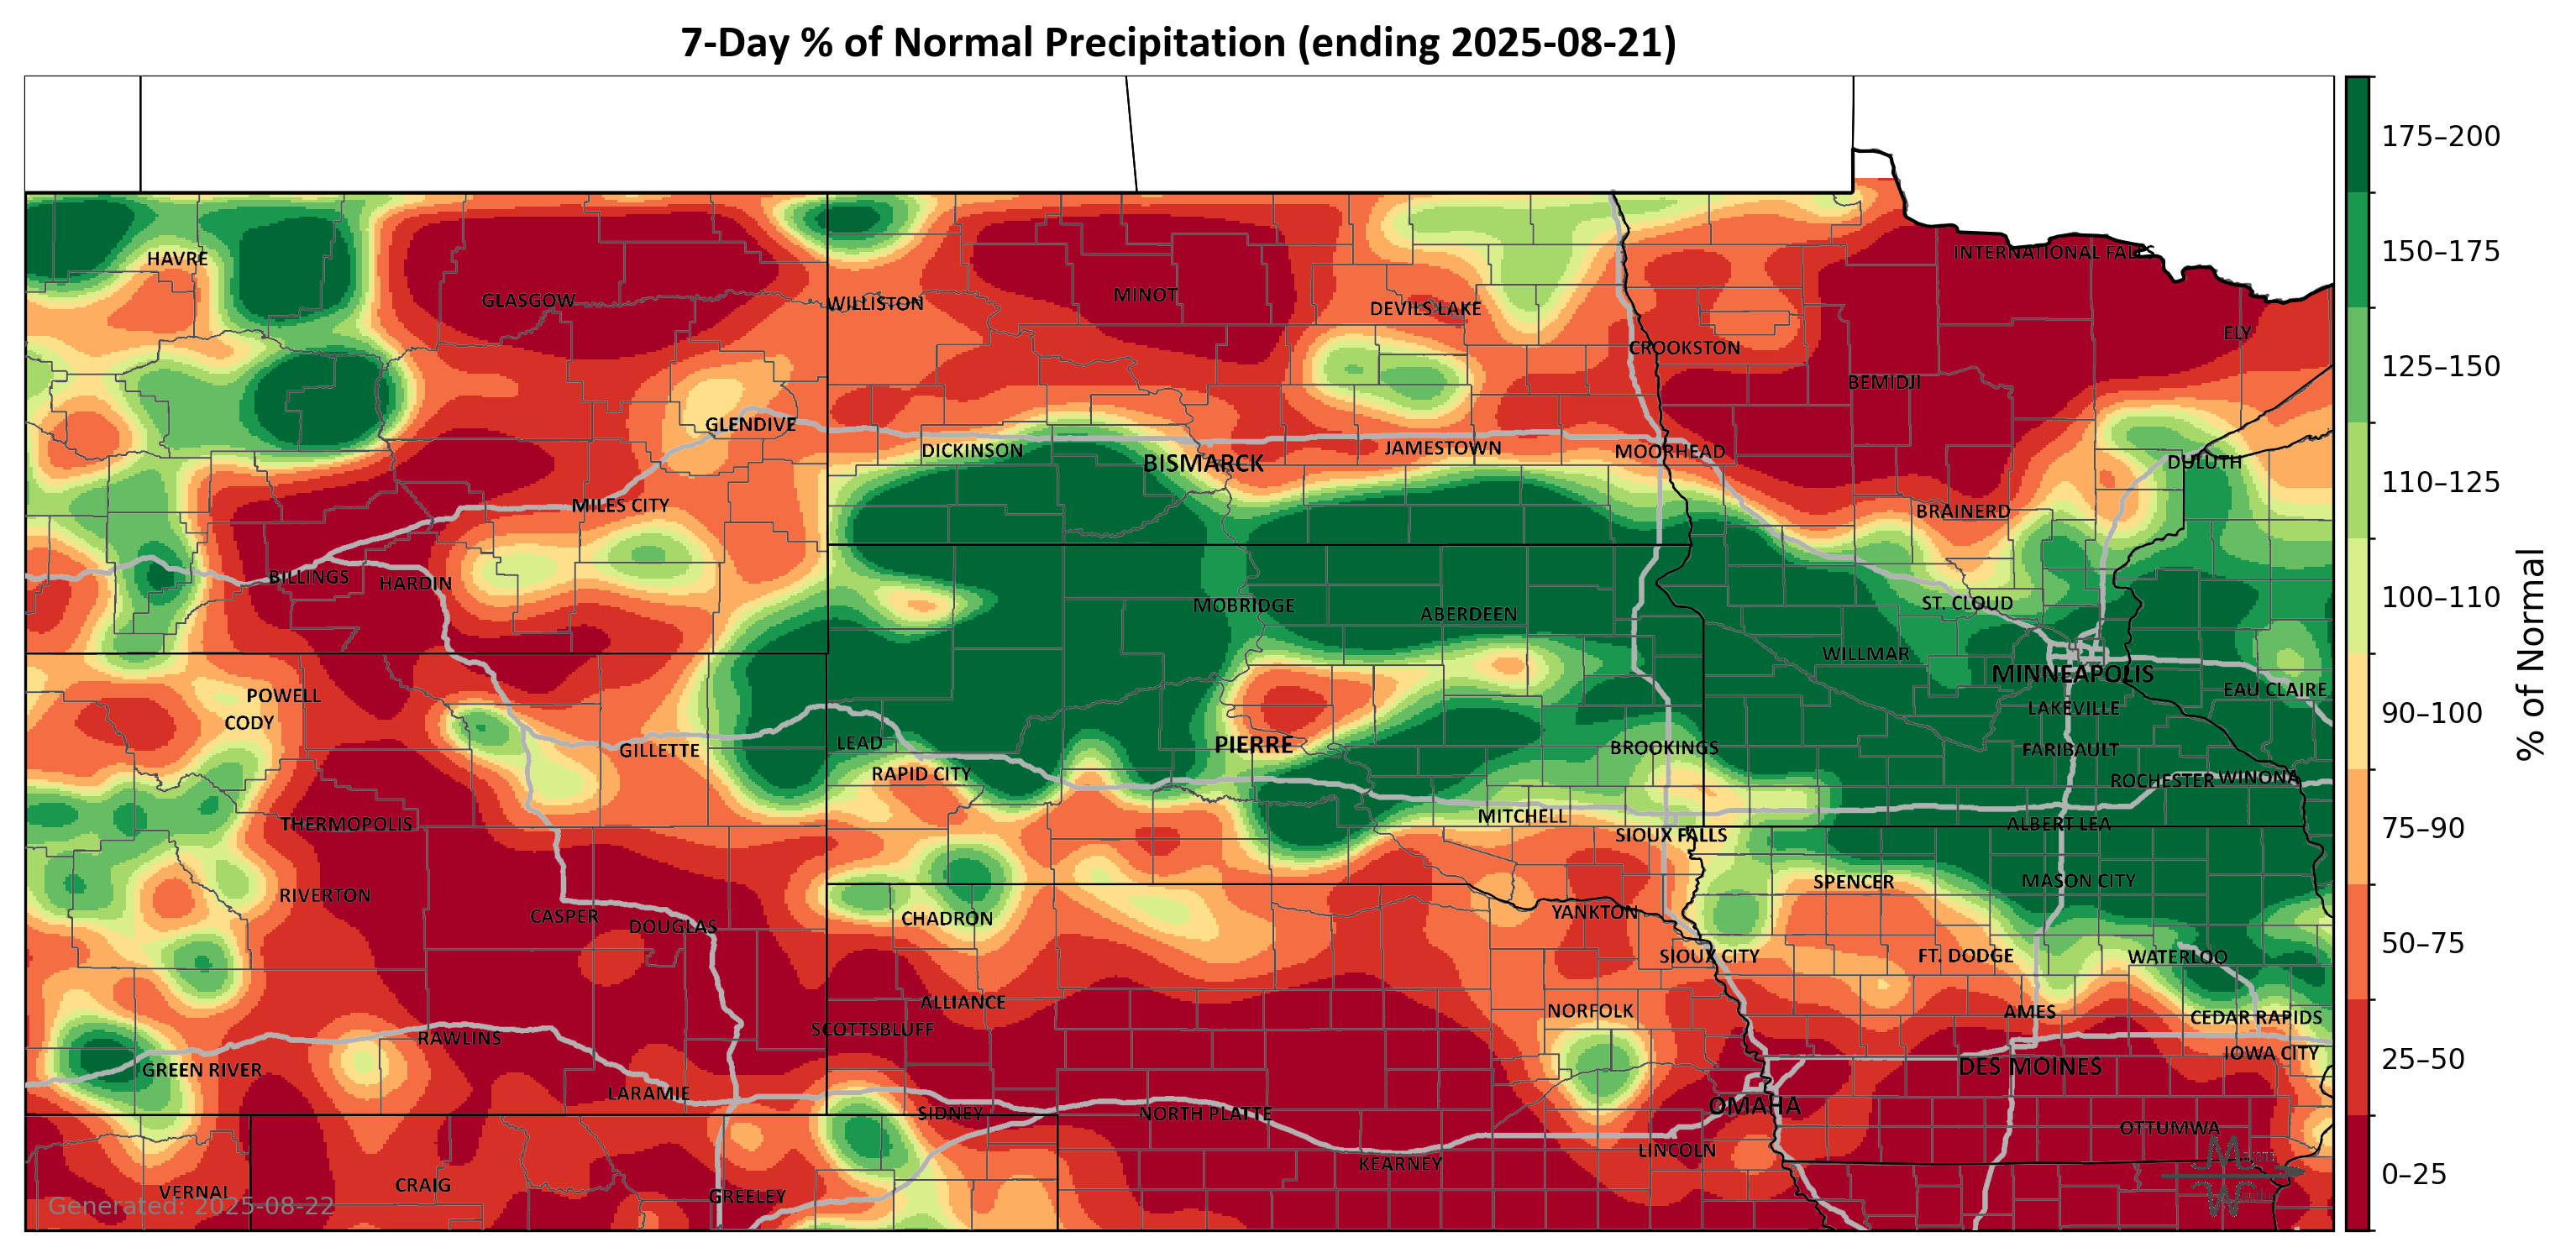 7-Day % of Normal Precipitation (ending 2025-08-21)
HAVRE
INTERNATIONAL FALLS
GLASGOW
WILLISTON
MINOT
DEVILS LAKE
ELY
CROOKSTON
BEMIDJI
GLENDIVE
DICKINSON
BISMARCK
JAMESTOWN
MOORHEAD
DULUTH
MILES CITY
BRAINERD
BILLINGS
HARDIN
MOBRIDGE
ABERDEEN
ST. CLOUD
WILLMAR
MINNEAPOLIS
POWELL
CODY
EAU CLAIRE
LAKEVILLE
GILLETTE
LEAD
PIERRE
BROOKINGS
FARIBAULT
RAPID CITY
ROCHESTER
WINONA
THERMOPOLIS
MITCHELL
SIOUX FALLS
ALBERT LEA
RIVERTON
SPENCER
MASON CITY
CASPER
DOUGLAS
CHADRON
YANKTON
SIOUX CITY
FT. DODGE
WATERLOO
ALLIANCE
NORFOLK
AMES
CEDAR RAPIDS
SCOTTSBLUFF
RAWLINS
IOWA CITY
GREEN RIVER
DES MOINES
LARAMIE
SIDNEY
NORTH PLATTE
OMAHA
OTTUMWA
LINCOLN
KEARNEY
VERNAL
CRAIG
GREELEY
Generated: 2025-08-22
175–200
150–175
125–150
110–125
100–110
90–100
75–90
50–75
25–50
0–25
% of Normal
M
W